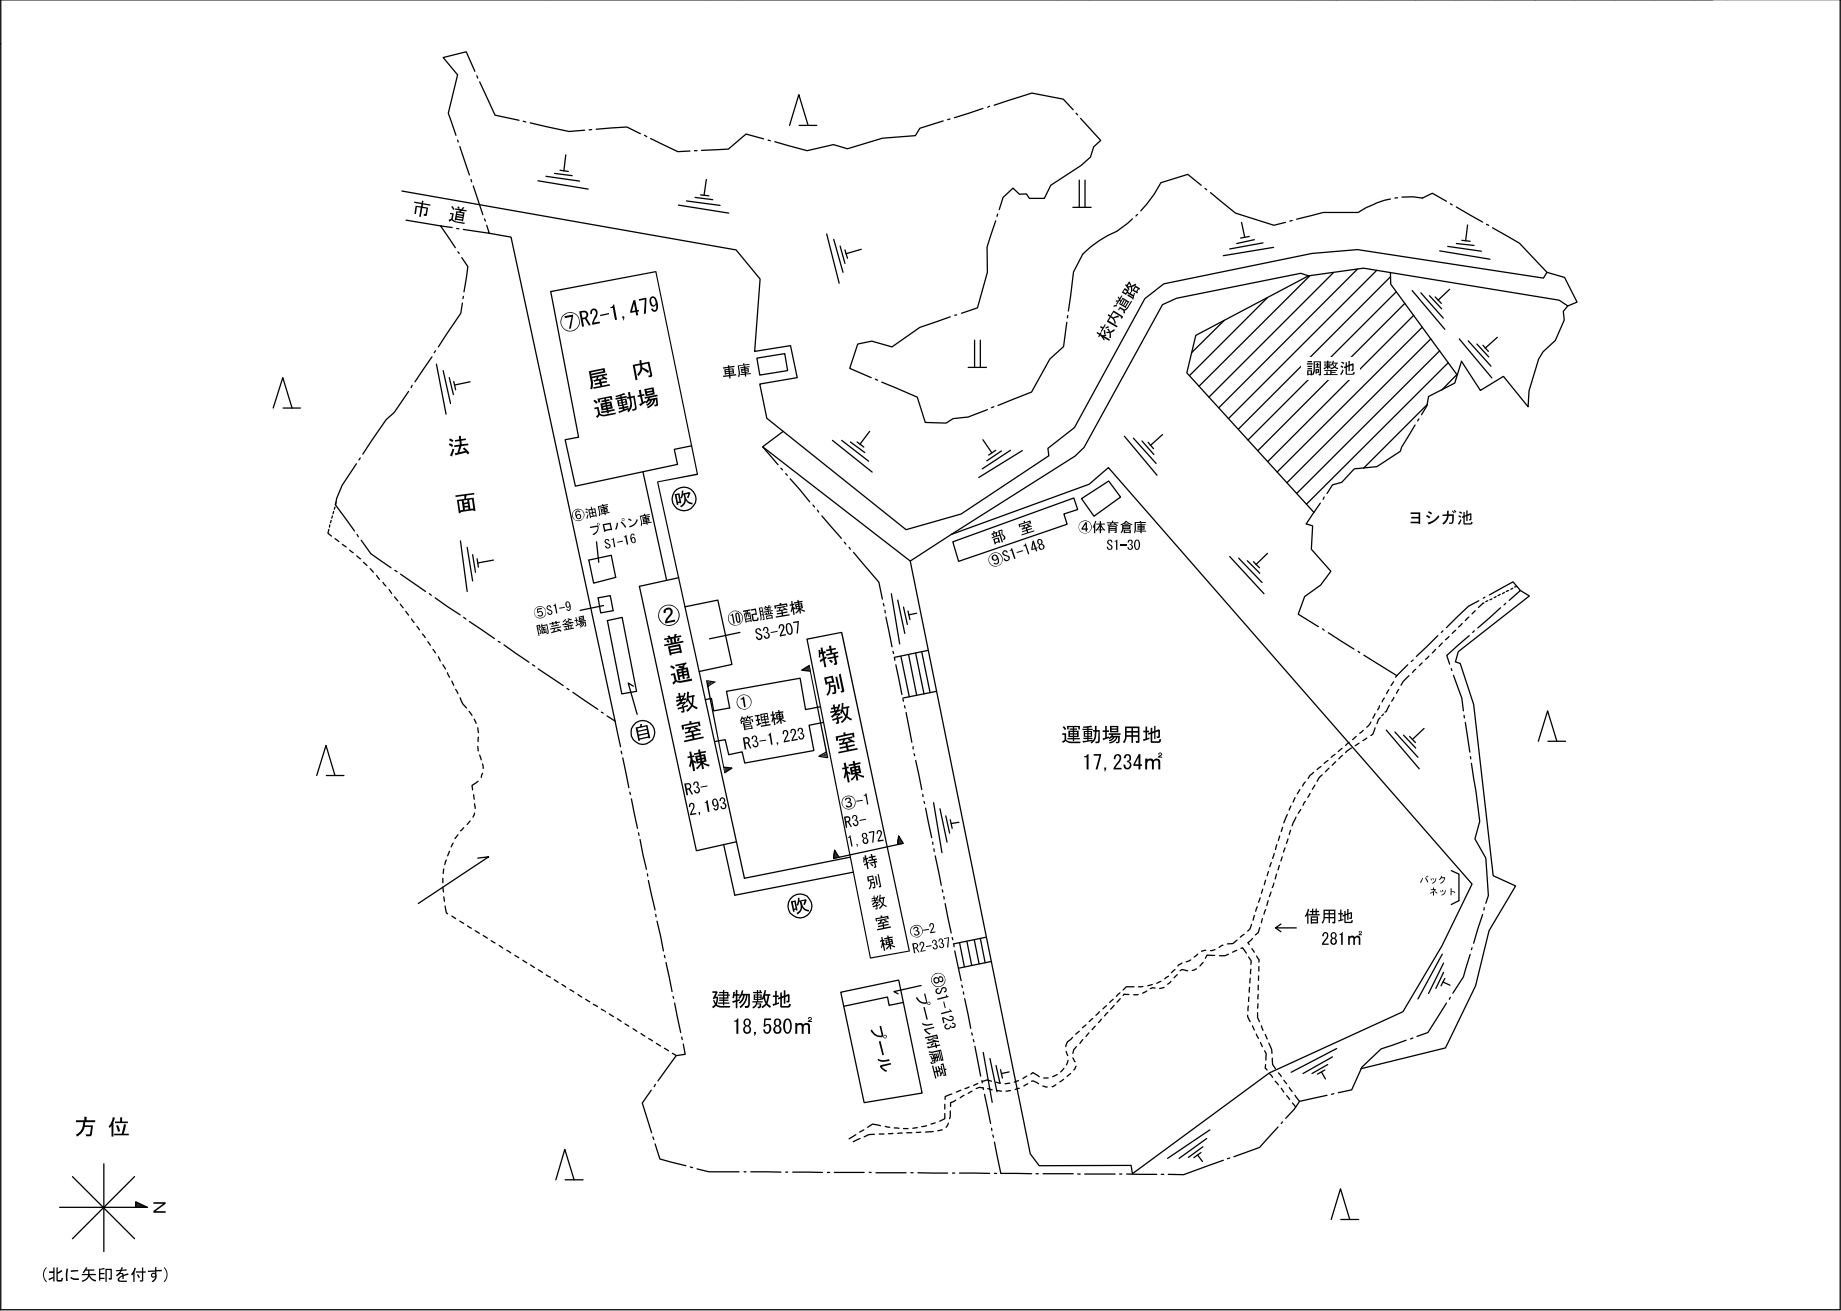 市 道
⑦R2-1,479
屋 内
運動場
車庫
校内道路
調整池
ヨシガ池
法
面
吹
⑥油庫
プロパン庫
S1-16
⑤S1-9
陶芸釜場
自
②
普通教室棟
R3-
2,193
⑩配膳室棟
S3-207
①
管理棟
R3-1,223
特別教室棟
③-1
R3-
1,872
特別教室棟
③-2
R2-337
吹
部 室
⑨S1-148
④体育倉庫
S1-30
運動場用地
17,234㎡
バック
ネット
借用地
281㎡
建物敷地
18,580㎡
⑧S1-123
プール附属室
プール
方 位
N
(北に矢印を付す)